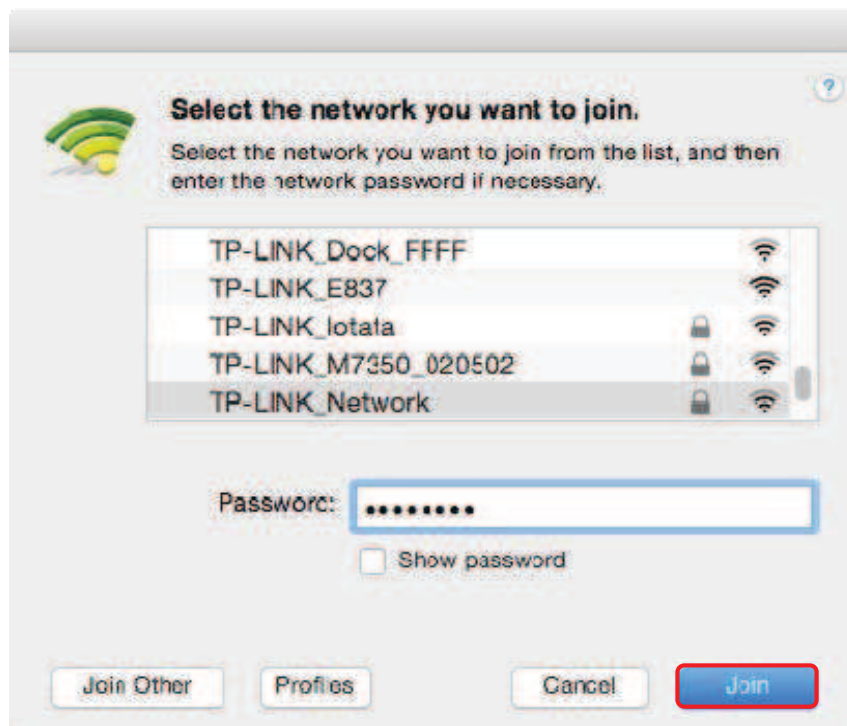 ?
Select the network you want to join.
Select the network you want to join from the list, and then
enter the network password if necessary.
TP-LINK_Dock_FFFF
TP-LINK_E837
TP-LINK_lotata
TP-LINK_M7350_020502
TP-LINK_Network
Password:
••••••••
Show password
Join Other
Profiles
Cancel
Join